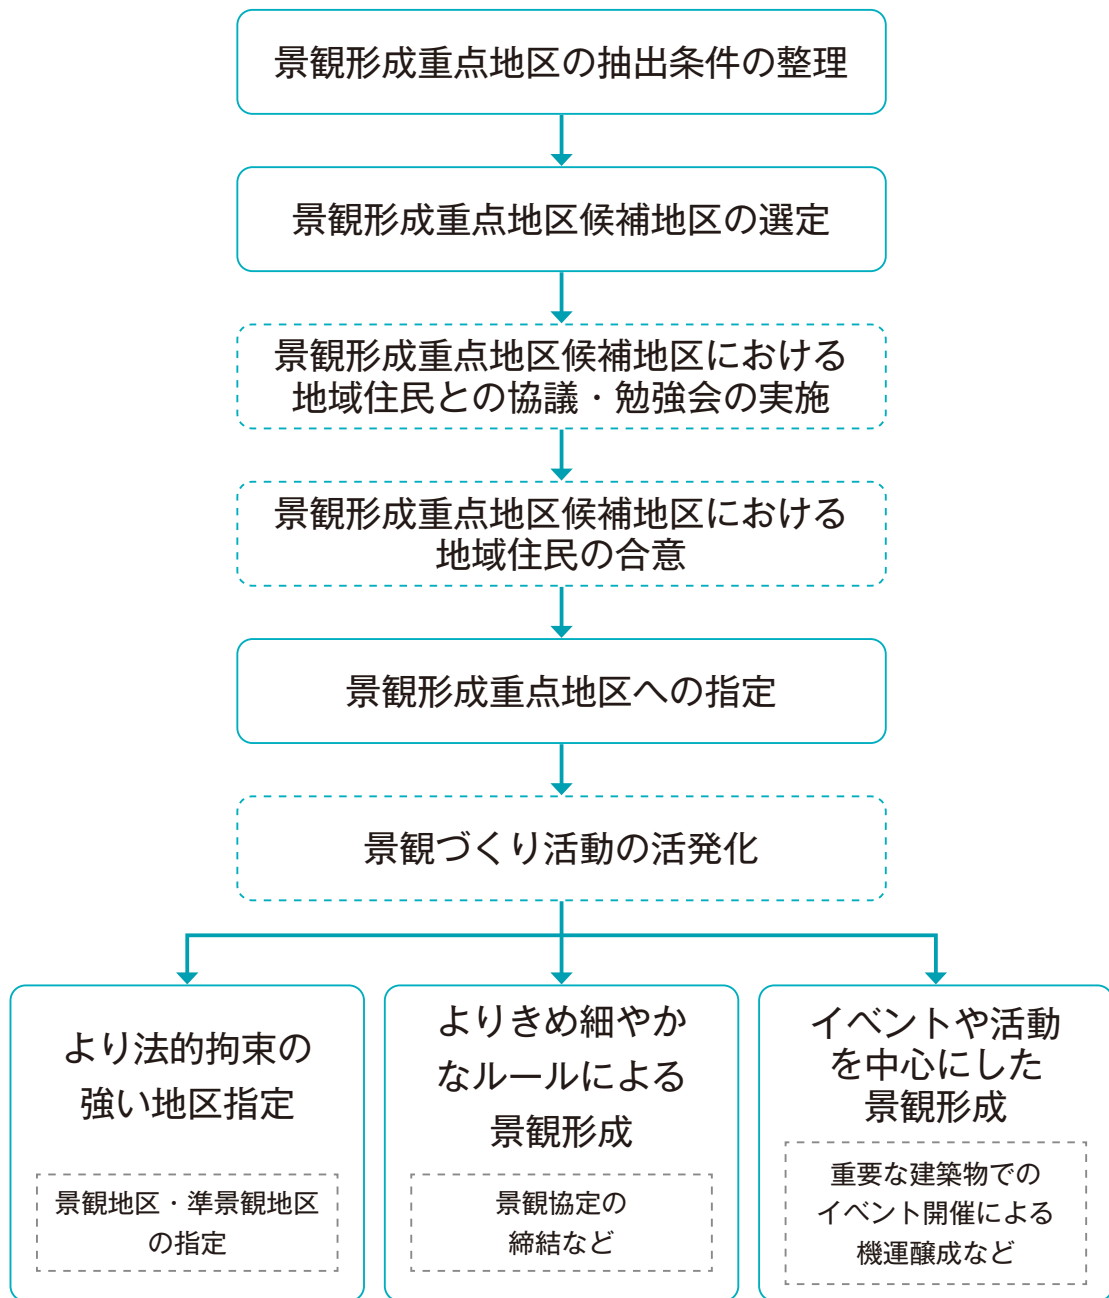 景観形成重点地区の抽出条件の整理
景観形成重点地区候補地区の選定
景観形成重点地区候補地区における
地域住民との協議・勉強会の実施
景観形成重点地区候補地区における
地域住民の合意
景観形成重点地区への指定
景観づくり活動の活発化
より法的拘束の
強い地区指定
景観地区・準景観地区
の指定
よりきめ細やか
なルールによる
景観形成
景観協定の
締結など
イベントや活動
を中心にした
景観形成
重要な建築物での
イベント開催による
機運醸成など